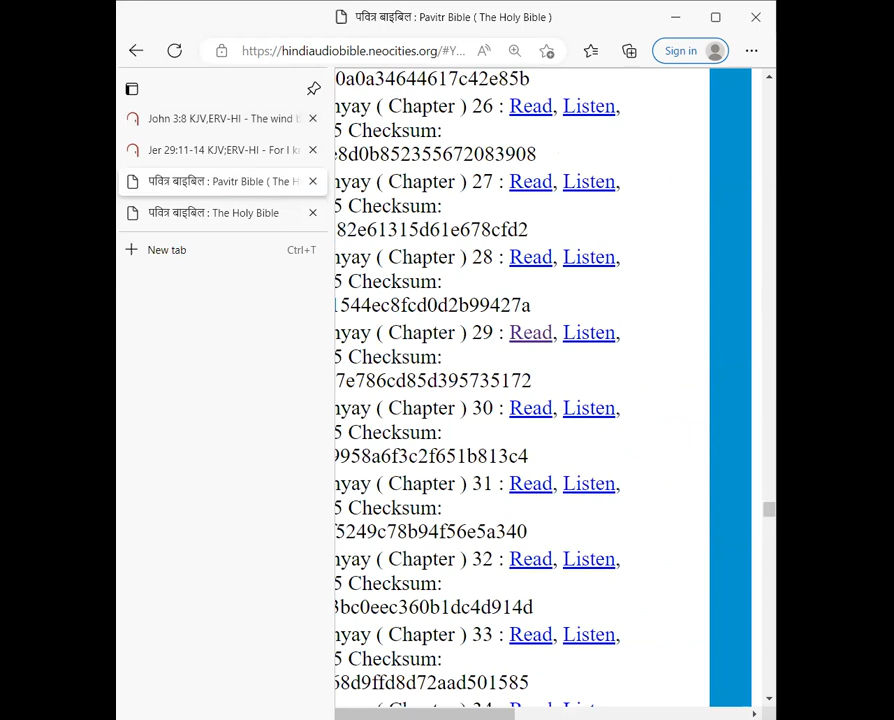 पवित्र बाइबिल : Pavitr Bible ( The Holy Bible )
https://hindiaudiobible.neocities.org/#Y...
Sign in
John 3:8 KJV,ERV-HI - The wind b
Jer 29:11-14 KJV;ERV-HI - For I k
पवित्र बाइबिल : Pavitr Bible ( The H
पवित्र बाइबिल : The Holy Bible
New tab Ctrl+T
0a0a34644617c42e85b
nyay ( Chapter ) 26 : Read, Listen,
5 Checksum:
e8d0b852355672083908
nyay ( Chapter ) 27 : Read, Listen,
5 Checksum:
82e61315d61e678cfd2
nyay ( Chapter ) 28 : Read, Listen,
5 Checksum:
1544ec8fcd0d2b99427a
nyay ( Chapter ) 29 : Read, Listen,
5 Checksum:
7e786cd85d395735172
nyay ( Chapter ) 30 : Read, Listen,
5 Checksum:
9958a6f3c2f651b813c4
nyay ( Chapter ) 31 : Read, Listen,
5 Checksum:
f5249c78b94f56e5a340
nyay ( Chapter ) 32 : Read, Listen,
5 Checksum:
3bc0eec360b1dc4d914d
nyay ( Chapter ) 33 : Read, Listen,
5 Checksum:
68d9ffd8d72aad501585